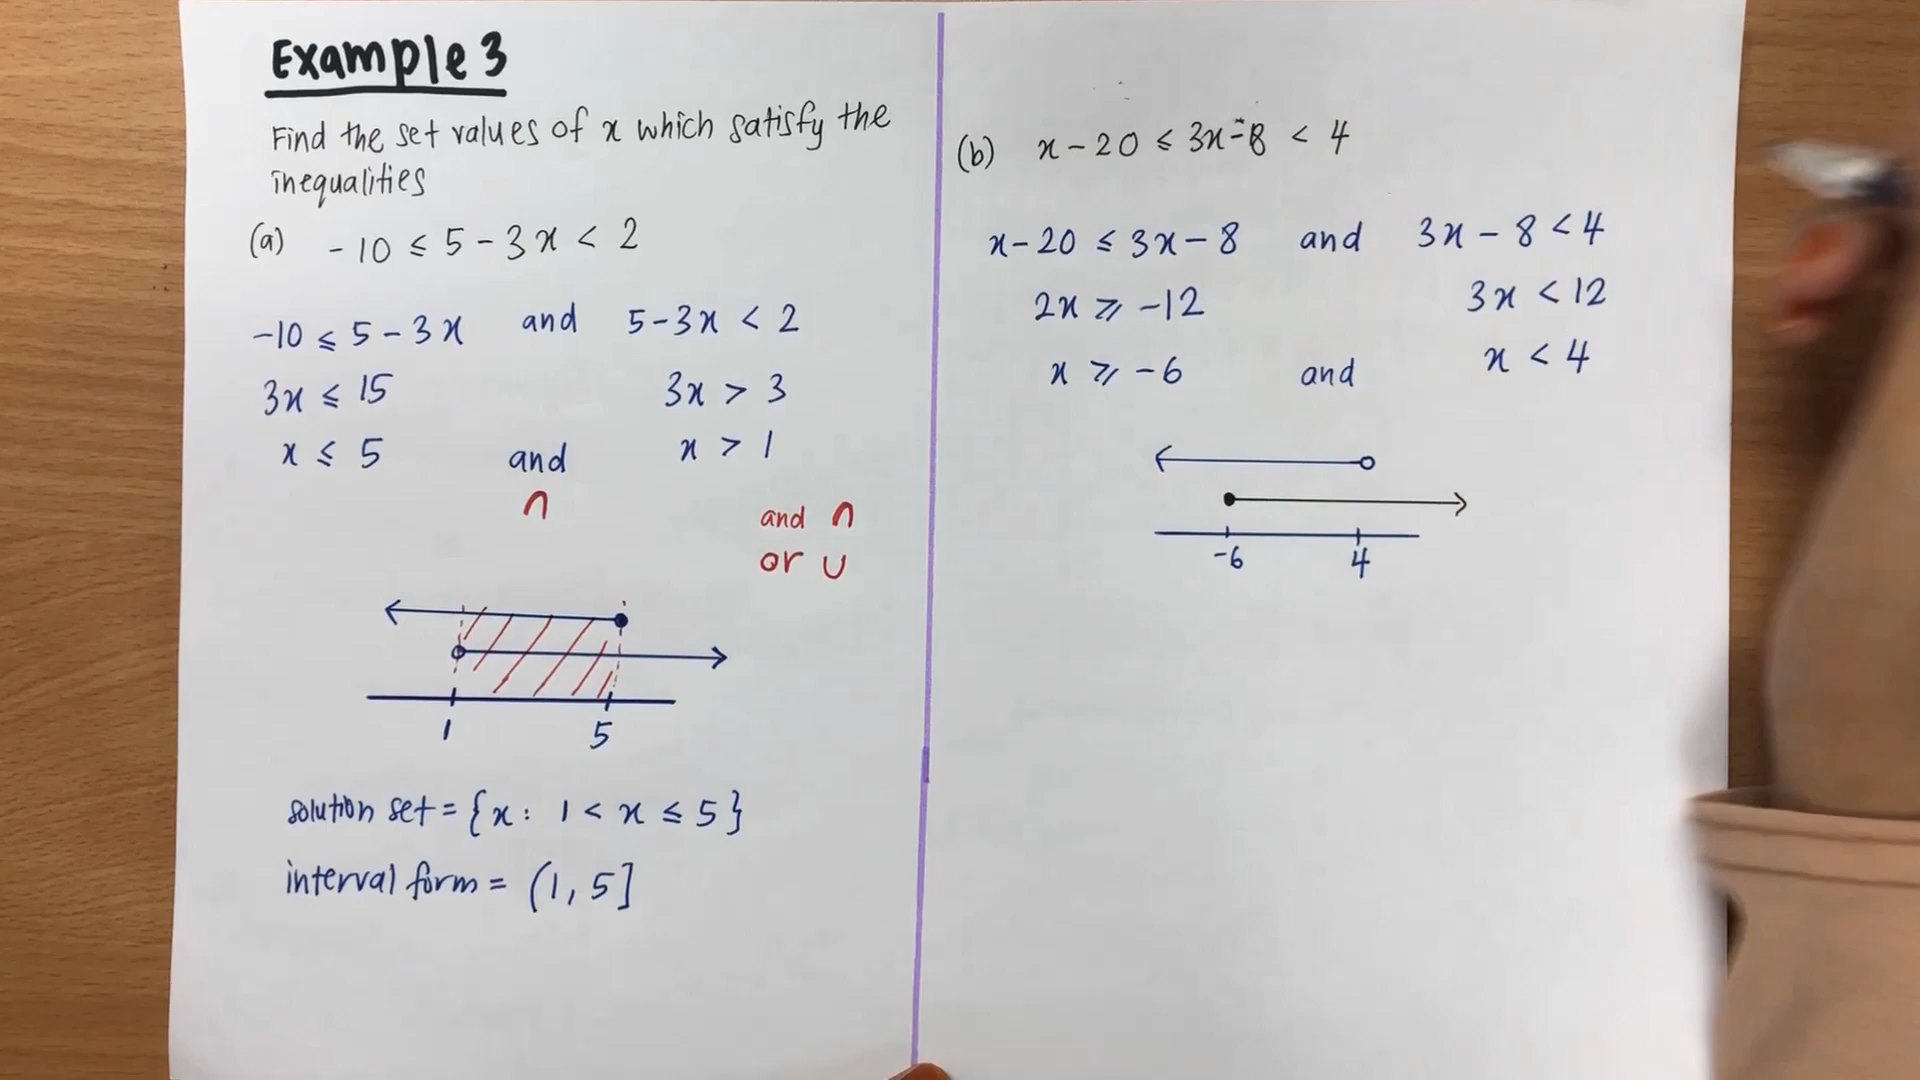 Example 3
Find the set values of x which satisfy the
inequalities
(a) -10 ≤ 5 - 3x < 2
-10 ≤ 5 - 3x and 5 - 3x < 2
3x ≤ 15 3x > 3
x ≤ 5 and x > 1
∩
and ∩
or ∪
1 5
solution set = {x : 1 < x ≤ 5}
interval form = (1, 5]
(b) x - 20 ≤ 3x - 8 < 4
x - 20 ≤ 3x - 8 and 3x - 8 < 4
2x ⩾ -12 3x < 12
x ⩾ -6 and x < 4
-6 4